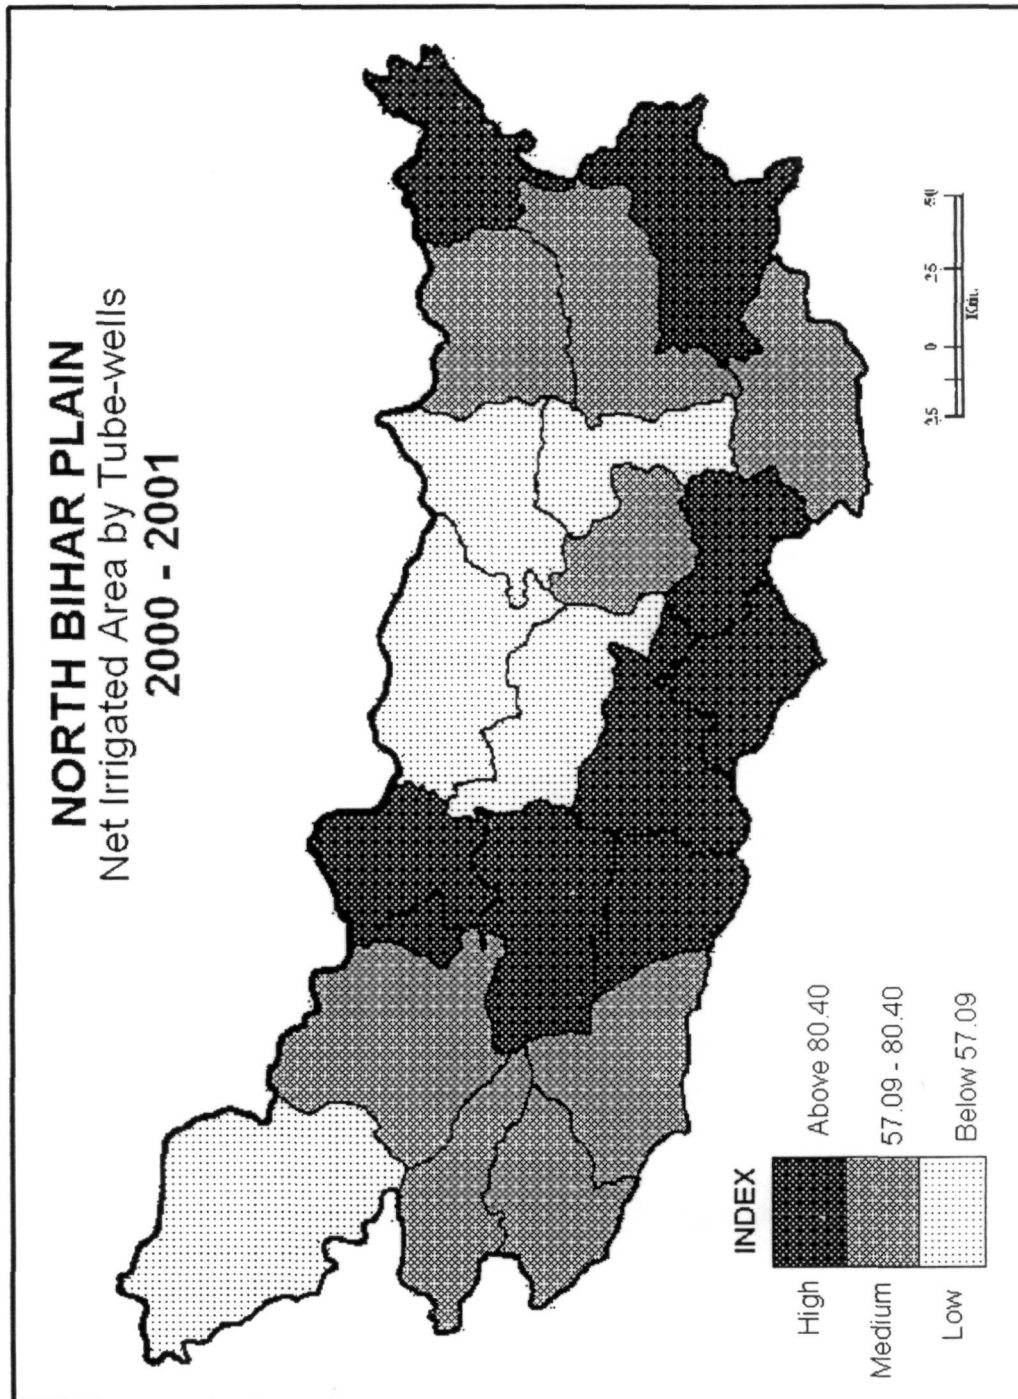 NORTH BIHAR PLAIN
Net Irrigated Area by Tube-wells
2000 - 2001
INDEX
High Above 80.40
Medium 57.09 - 80.40
Low Below 57.09
25 0 25 50
Km.